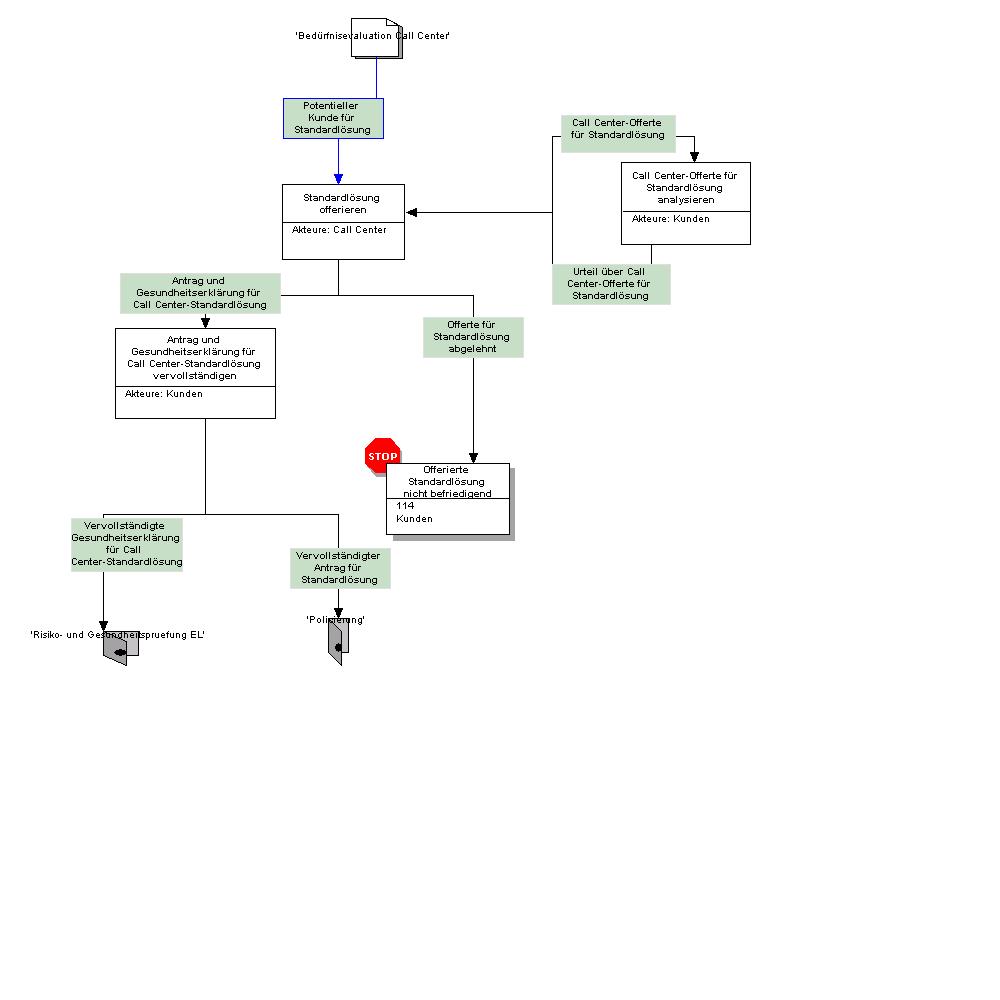 'Bedürfnisevaluation Call Center'
Potentieller
Kunde für
Standardlösung
Call Center-Offerte
für Standardlösung
Call Center-Offerte für
Standardlösung
analysieren
Akteure: Kunden
Standardlösung
offerieren
Akteure: Call Center
Urteil über Call
Center-Offerte für
Standardlösung
Antrag und
Gesundheitserklärung für
Call Center-Standardlösung
Offerte für
Standardlösung
abgelehnt
Antrag und
Gesundheitserklärung für
Call Center-Standardlösung
vervollständigen
Akteure: Kunden
STOP
Offerierte
Standardlösung
nicht befriedigend
114
Kunden
Vervollständigte
Gesundheitserklärung
für Call
Center-Standardlösung
Vervollständigter
Antrag für
Standardlösung
'Risiko- und Gesundheitspruefung EL'
'Policierung'